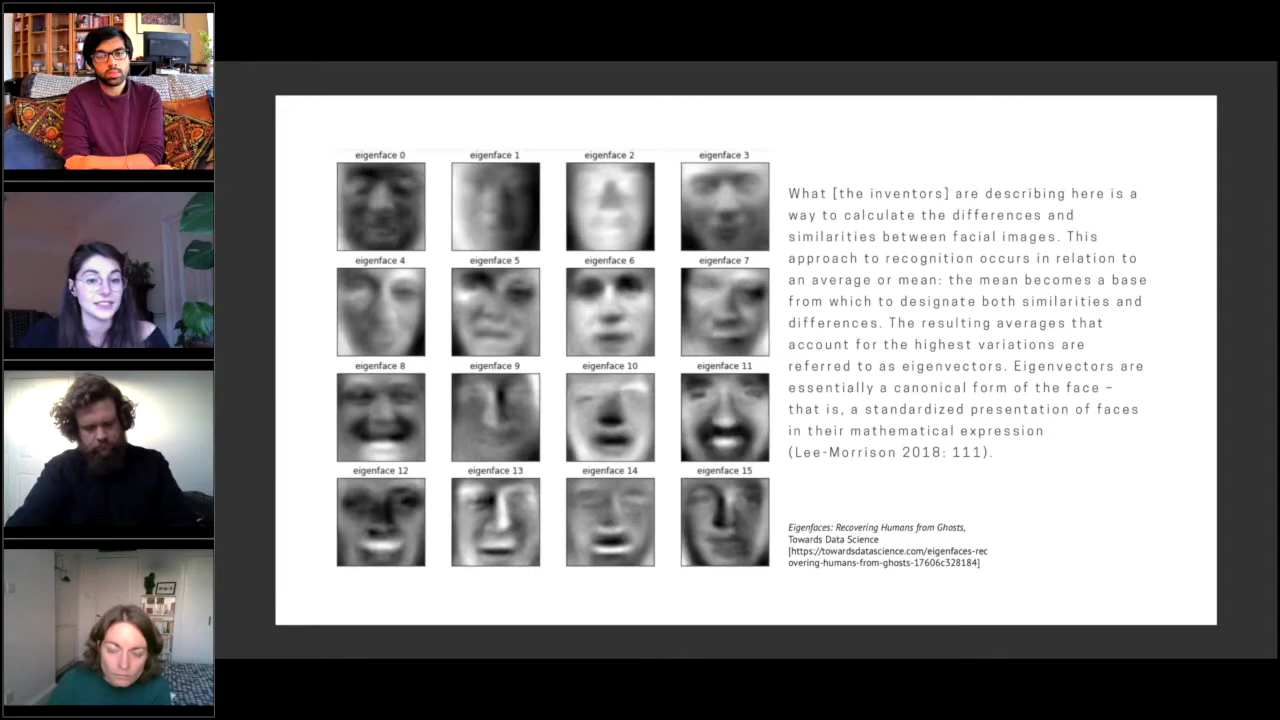 eigenface 0 eigenface 1 eigenface 2 eigenface 3
eigenface 4 eigenface 5 eigenface 6 eigenface 7
eigenface 8 eigenface 9 eigenface 10 eigenface 11
eigenface 12 eigenface 13 eigenface 14 eigenface 15
What [the inventors] are describing here is a
way to calculate the differences and
similarities between facial images. This
approach to recognition occurs in relation to
an average or mean: the mean becomes a base
from which to designate both similarities and
differences. The resulting averages that
account for the highest variations are
referred to as eigenvectors. Eigenvectors are
essentially a canonical form of the face –
that is, a standardized presentation of faces
in their mathematical expression
(Lee-Morrison 2018: 111).
Eigenfaces: Recovering Humans from Ghosts,
Towards Data Science
[https://towardsdatascience.com/eigenfaces-rec
overing-humans-from-ghosts-17606c328184]